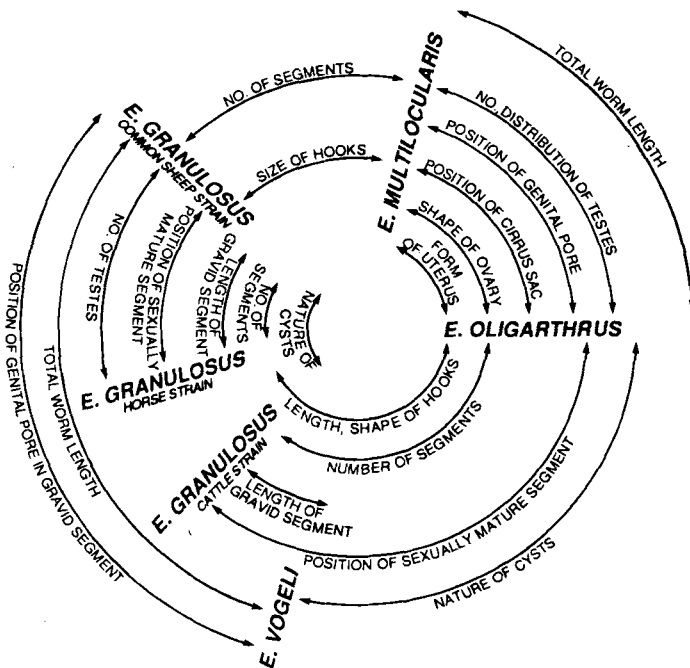 TOTAL WORM LENGTH
NO. OF SEGMENTS
E. MULTILOCULARIS
NO. DISTRIBUTION OF TESTES
POSITION OF GENITAL PORE
POSITION OF CIRRUS SAC
SHAPE OF OVARY
FORM
OF UTERUS
E. GRANULOSUS
COMMON SHEEP STRAIN
SIZE OF HOOKS
NO. OF TESTES
POSITION OF SEXUALLY
MATURE SEGMENT
LENGTH OF
GRAVID SEGMENT
NO. OF
SEGMENTS
NATURE OF
CYSTS
E. OLIGARTHRUS
E. GRANULOSUS
HORSE STRAIN
POSITION OF GENITAL PORE IN GRAVID SEGMENT
TOTAL WORM LENGTH
LENGTH, SHAPE OF HOOKS
NUMBER OF SEGMENTS
E. GRANULOSUS
CATTLE STRAIN
LENGTH OF
GRAVID SEGMENT
POSITION OF SEXUALLY MATURE SEGMENT
NATURE OF CYSTS
E. VOGELI